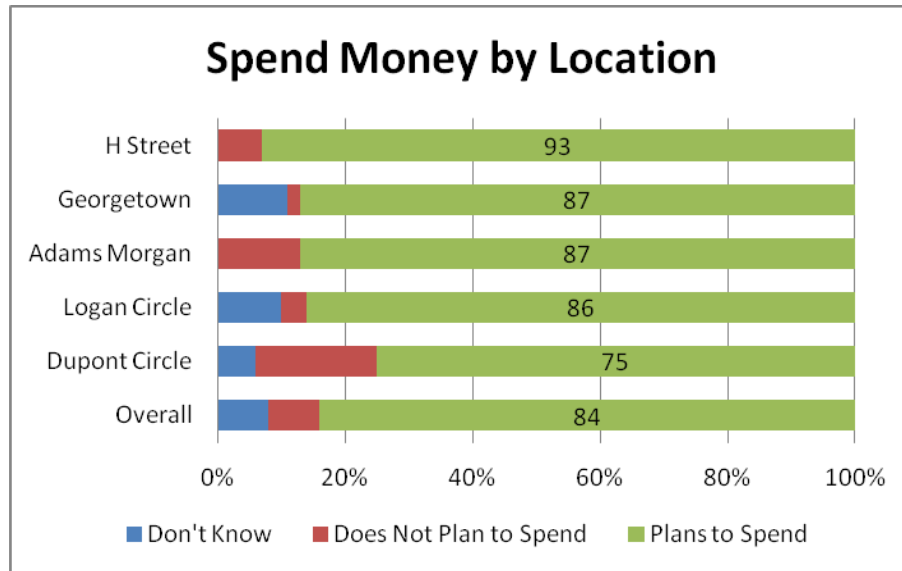 Spend Money by Location
H Street 93
Georgetown 87
Adams Morgan 87
Logan Circle 86
Dupont Circle 75
Overall 84
0% 20% 40% 60% 80% 100%
Don't Know Does Not Plan to Spend Plans to Spend